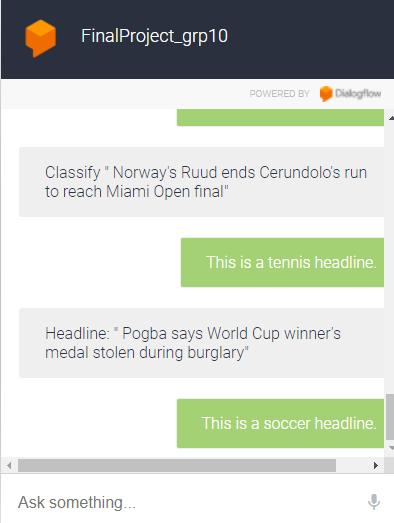 FinalProject_grp10
POWERED BY Dialogflow
Classify " Norway's Ruud ends Cerundolo's run
to reach Miami Open final"
This is a tennis headline.
Headline: " Pogba says World Cup winner's
medal stolen during burglary"
This is a soccer headline.
Ask something...